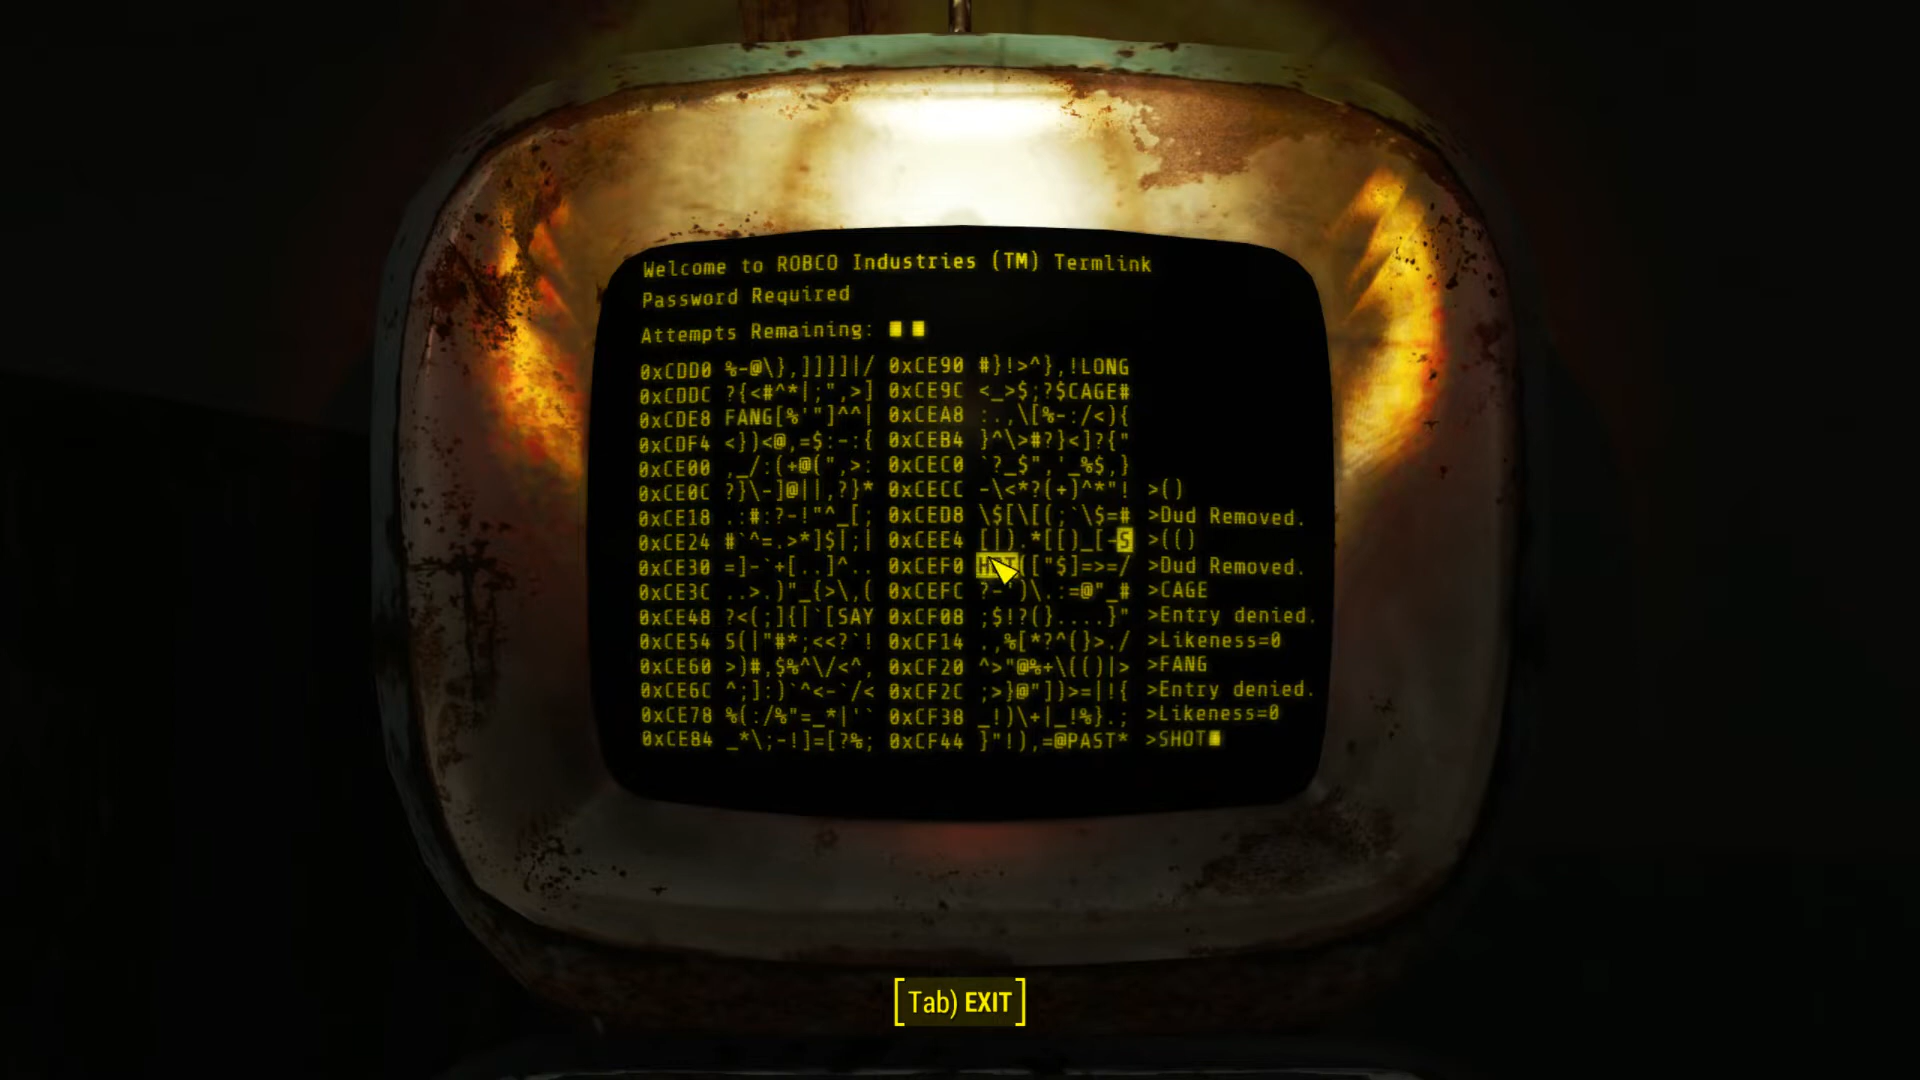 Welcome to ROBCO Industries (TM) Termlink
Password Required
Attempts Remaining: ■ ■
0xCDD0 %-@\},]]]]|/ 0xCE90 #}!>^},!LONG
0xCDDC ?{<#^*|;",>] 0xCE9C <_>$;?$CAGE#
0xCDE8 FANG[%'"]^^| 0xCEA8 :.,\[%-:/<){
0xCDF4 <})<@,=$:-:{ 0xCEB4 }^\>#?}<]?{"
0xCE00 ,_/:(+@(",>: 0xCEC0 `?_$",'_%$,}
0xCE0C ?}\-]@||,?}* 0xCECC -\<*?(+)^*"! >()
0xCE18 .:#:?-!"^_[; 0xCED8 \$[\[(;`\$=# >Dud Removed.
0xCE24 #`^=.>*]$|;| 0xCEE4 [|).*[[)_[-S >(()
0xCE30 =]-`+[..]^.. 0xCEF0 HOT(["$]=>=/ >Dud Removed.
0xCE3C ..>.)"_{>\,( 0xCEFC ?-')\.:=@"_# >CAGE
0xCE48 ?<(;]{|`[SAY 0xCF08 ;$!?(}....}" >Entry denied.
0xCE54 S(|"#*;<<?`! 0xCF14 .,%[*?^(}>./ >Likeness=0
0xCE60 >)#,$%^\/<^, 0xCF20 ^>"@%+\(()|> >FANG
0xCE6C ^;]:)`^<-`/< 0xCF2C ;>}@"])>=|!{ >Entry denied.
0xCE78 %(:/%"=_*|'` 0xCF38 _!)\+|_!%}.; >Likeness=0
0xCE84 _*\;-!]=[?%; 0xCF44 }"!),=@PAST* >SHOT■
[Tab) EXIT]